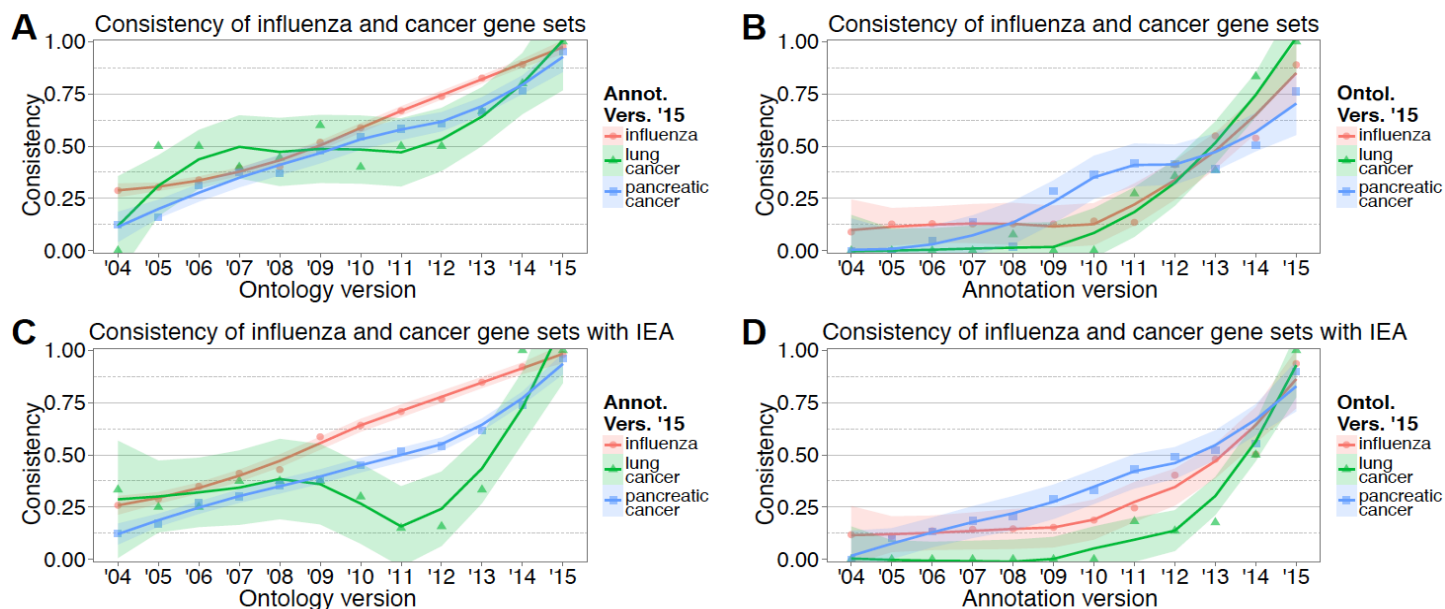 A
Consistency of influenza and cancer gene sets
1.00
0.75
0.50
0.25
0.00
Consistency
'04 '05 '06 '07 '08 '09 '10 '11 '12 '13 '14 '15
Ontology version
Annot.
Vers. '15
influenza
lung
cancer
pancreatic
cancer
B
Consistency of influenza and cancer gene sets
1.00
0.75
0.50
0.25
0.00
Consistency
'04 '05 '06 '07 '08 '09 '10 '11 '12 '13 '14 '15
Annotation version
Ontol.
Vers. '15
influenza
lung
cancer
pancreatic
cancer
C
Consistency of influenza and cancer gene sets with IEA
1.00
0.75
0.50
0.25
0.00
Consistency
'04 '05 '06 '07 '08 '09 '10 '11 '12 '13 '14 '15
Ontology version
Annot.
Vers. '15
influenza
lung
cancer
pancreatic
cancer
D
Consistency of influenza and cancer gene sets with IEA
1.00
0.75
0.50
0.25
0.00
Consistency
'04 '05 '06 '07 '08 '09 '10 '11 '12 '13 '14 '15
Annotation version
Ontol.
Vers. '15
influenza
lung
cancer
pancreatic
cancer